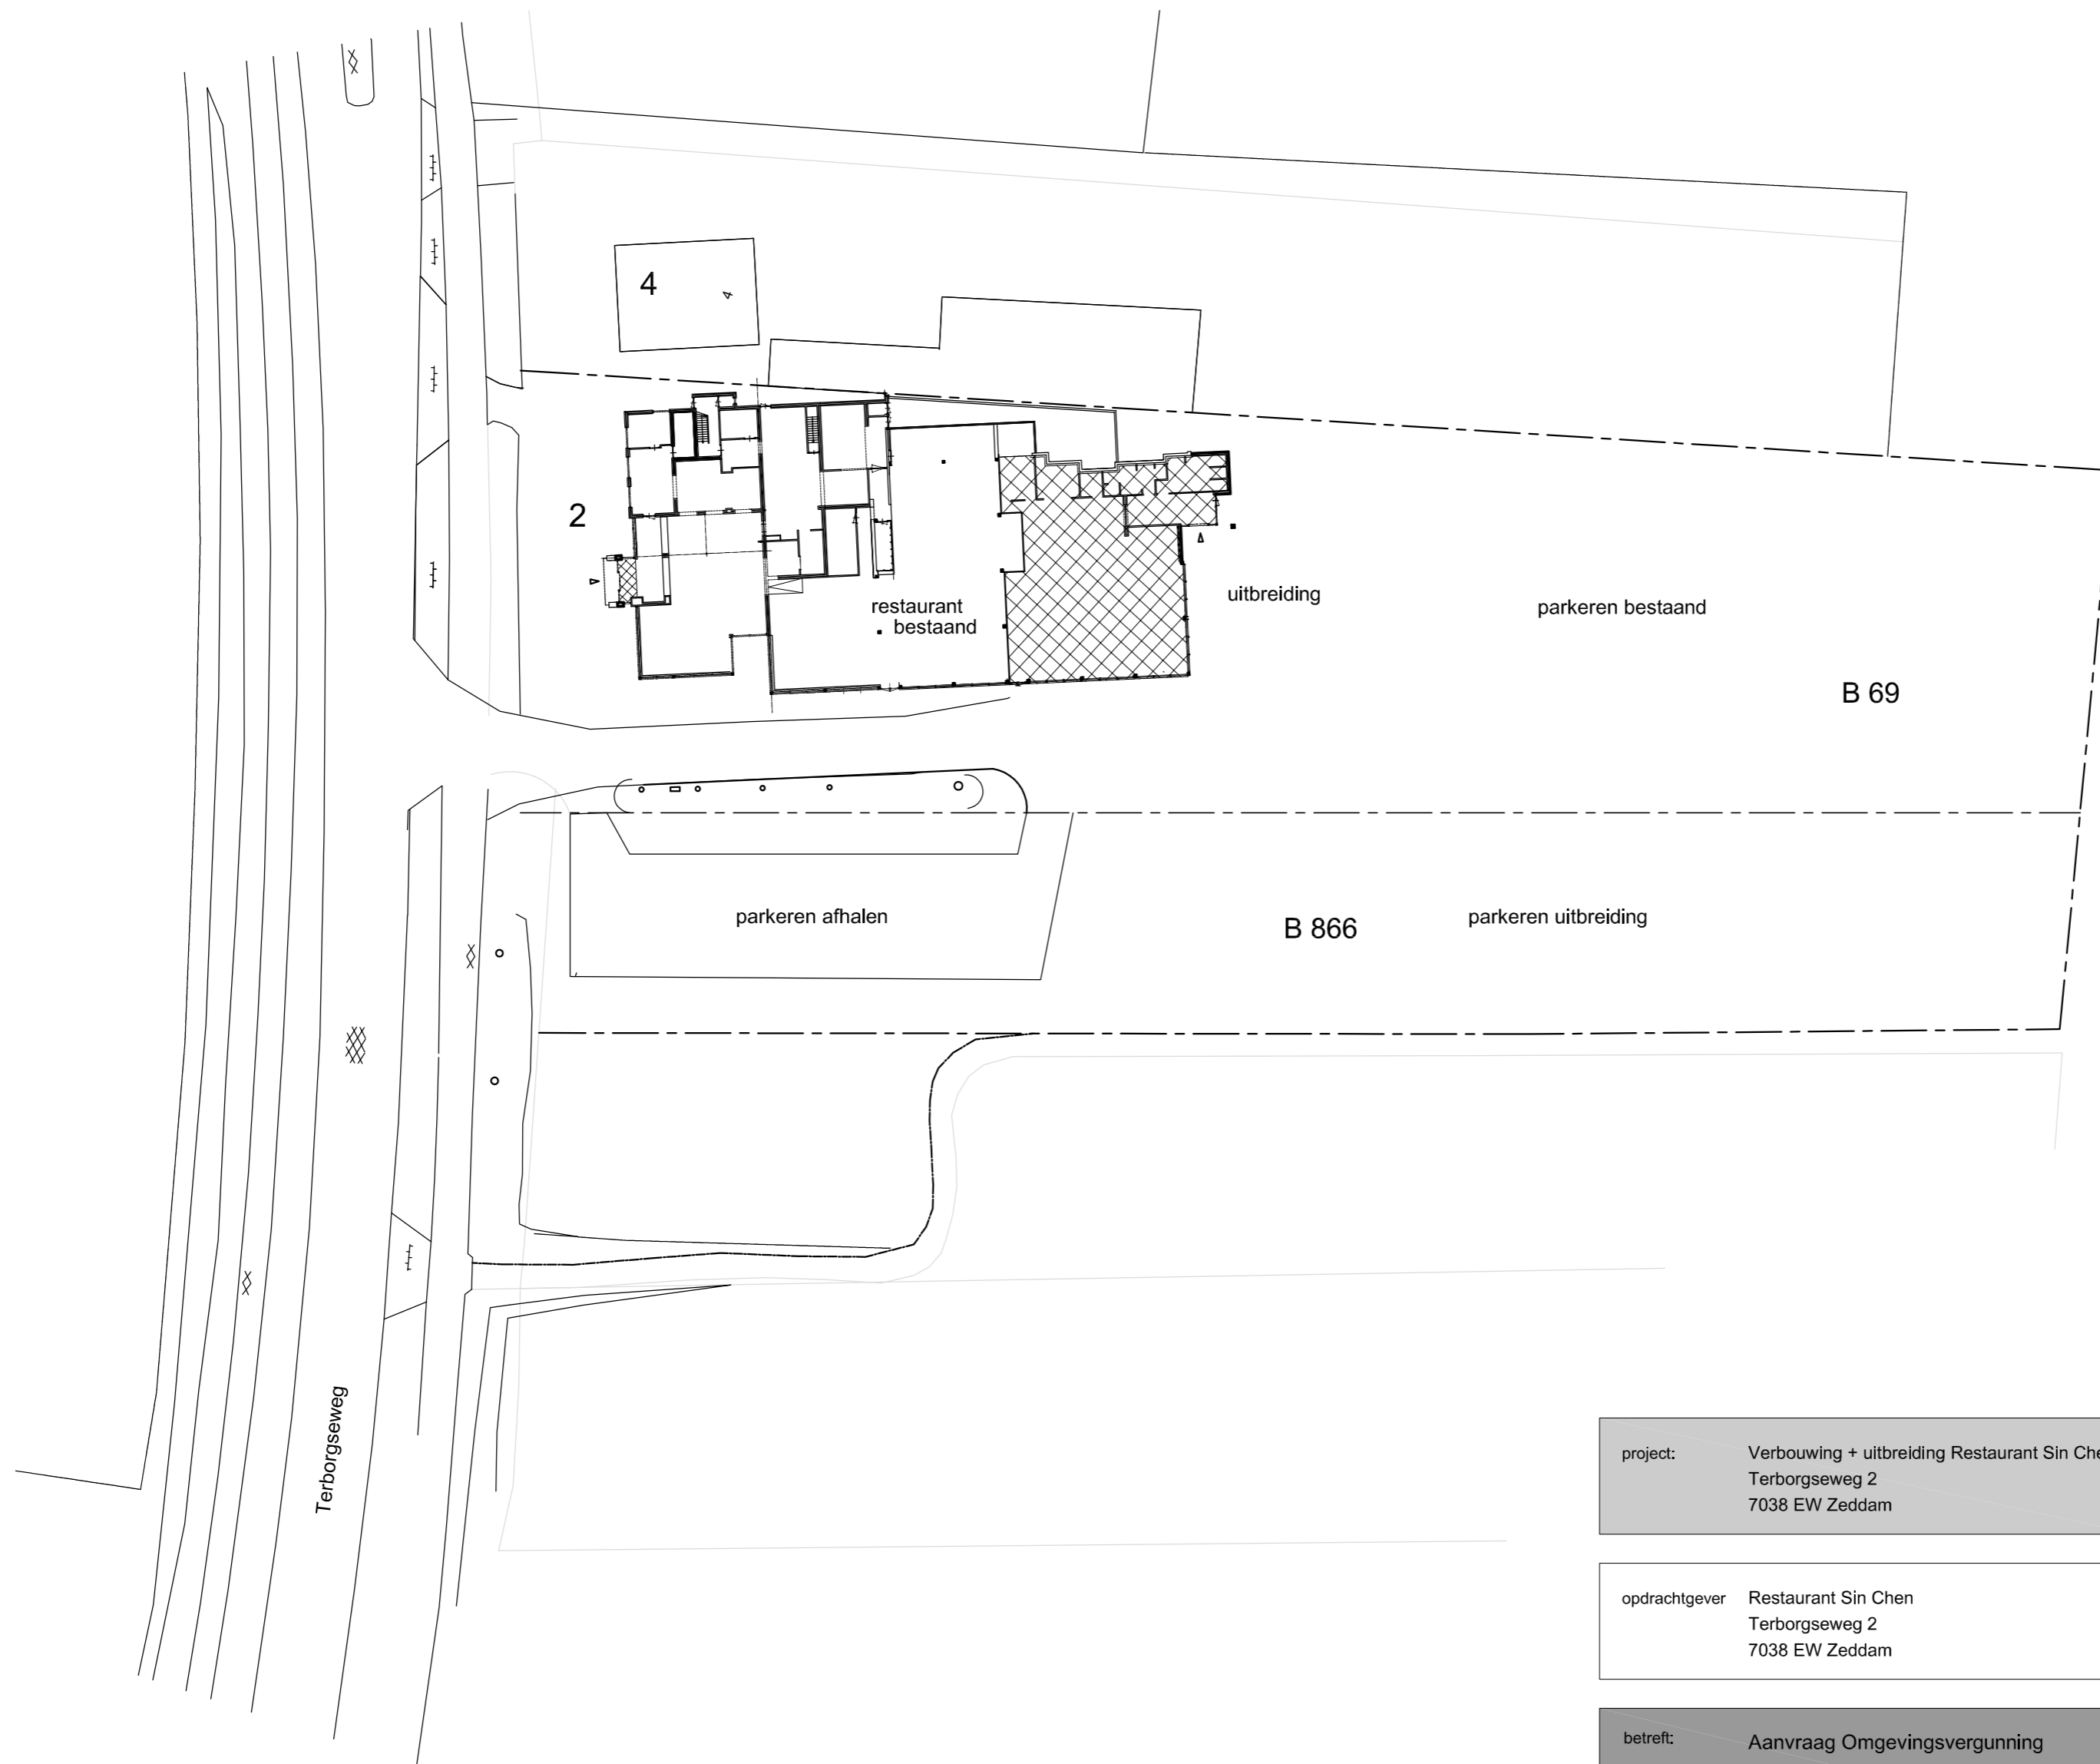 4
4
2
restaurant
bestaand
uitbreiding
parkeren bestaand
B 69
parkeren afhalen
B 866
parkeren uitbreiding
Terborgseweg
project: Verbouwing + uitbreiding Restaurant Sin Che
Terborgseweg 2
7038 EW Zeddam
opdrachtgever Restaurant Sin Chen
Terborgseweg 2
7038 EW Zeddam
betreft: Aanvraag Omgevingsvergunning